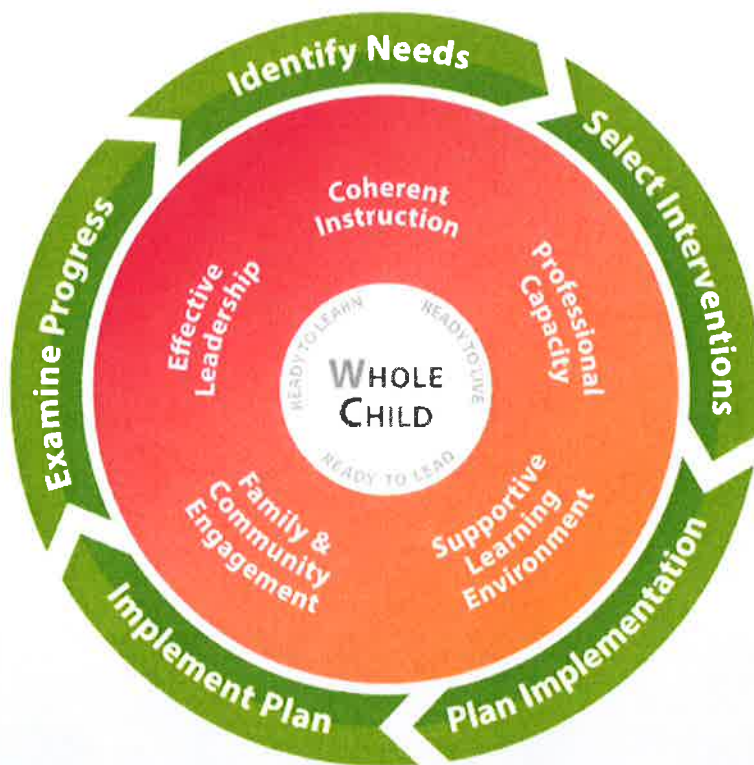 Identify Needs
Select Interventions
Plan Implementation
Implement Plan
Examine Progress
Coherent
Instruction
Professional
Capacity
Supportive
Learning
Environment
Family &
Community
Engagement
Effective
Leadership
READY TO LEARN
READY TO LIVE
READY TO LEAD
WHOLE
CHILD